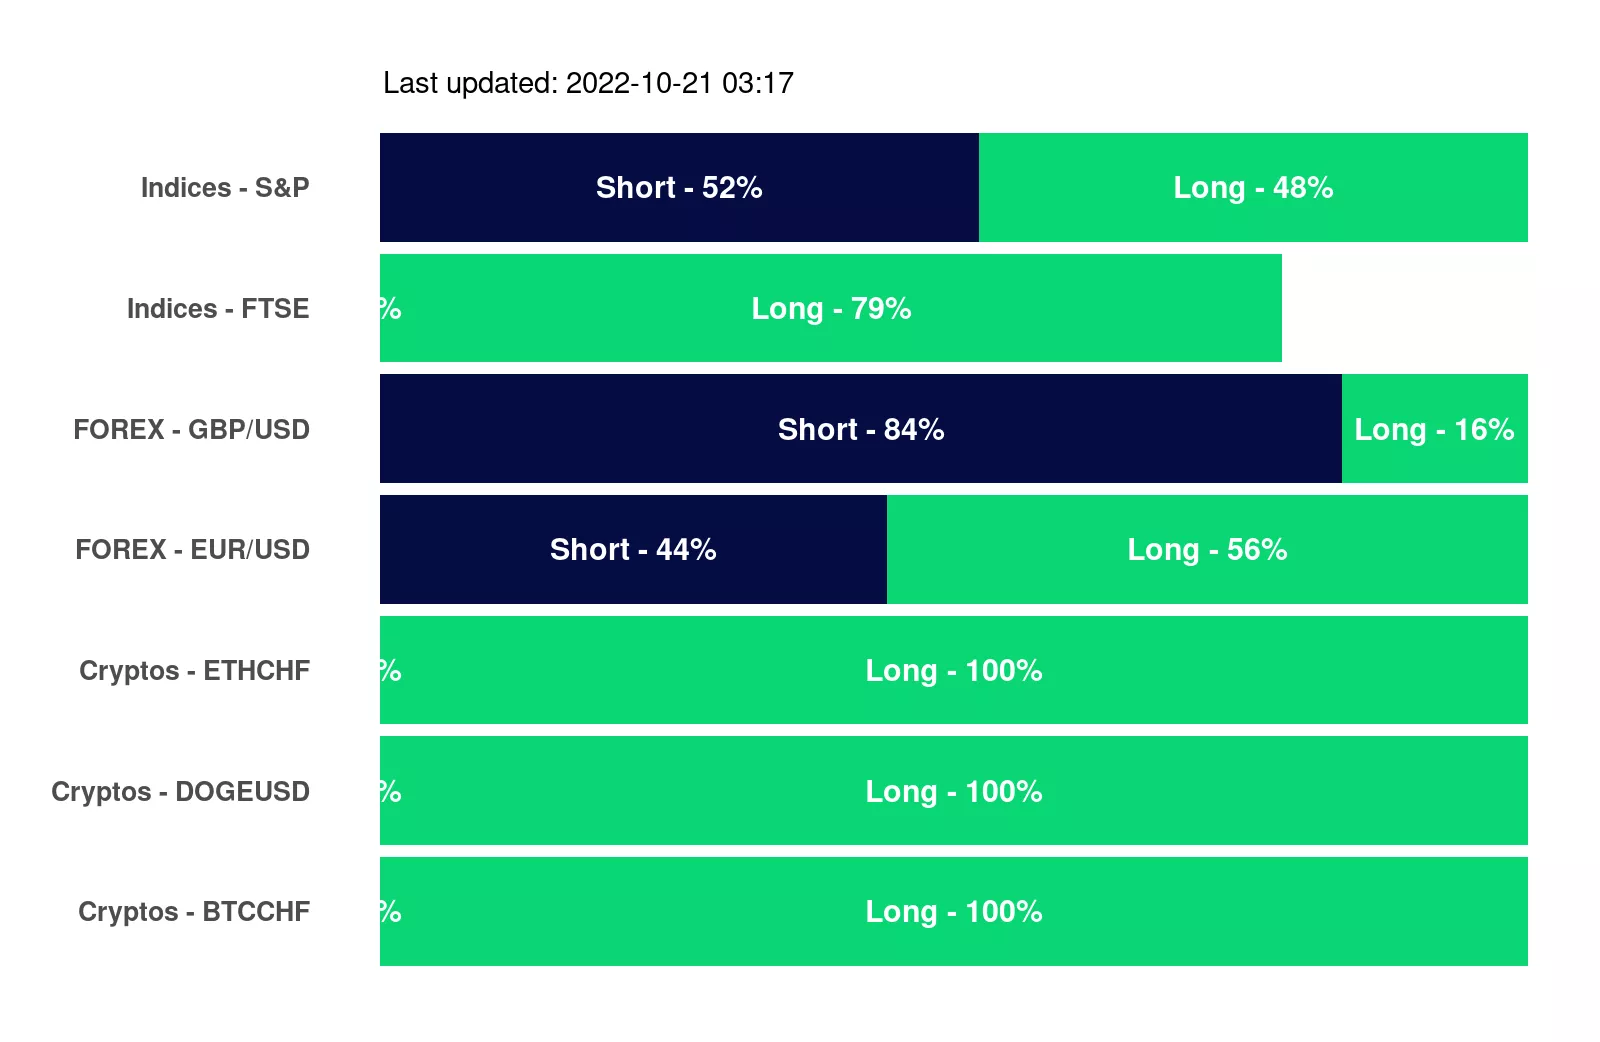 Last updated: 2022-10-21 03:17
Indices - S&P Short - 52% Long - 48%
Indices - FTSE % Long - 79%
FOREX - GBP/USD Short - 84% Long - 16%
FOREX - EUR/USD Short - 44% Long - 56%
Cryptos - ETHCHF % Long - 100%
Cryptos - DOGEUSD % Long - 100%
Cryptos - BTCCHF % Long - 100%